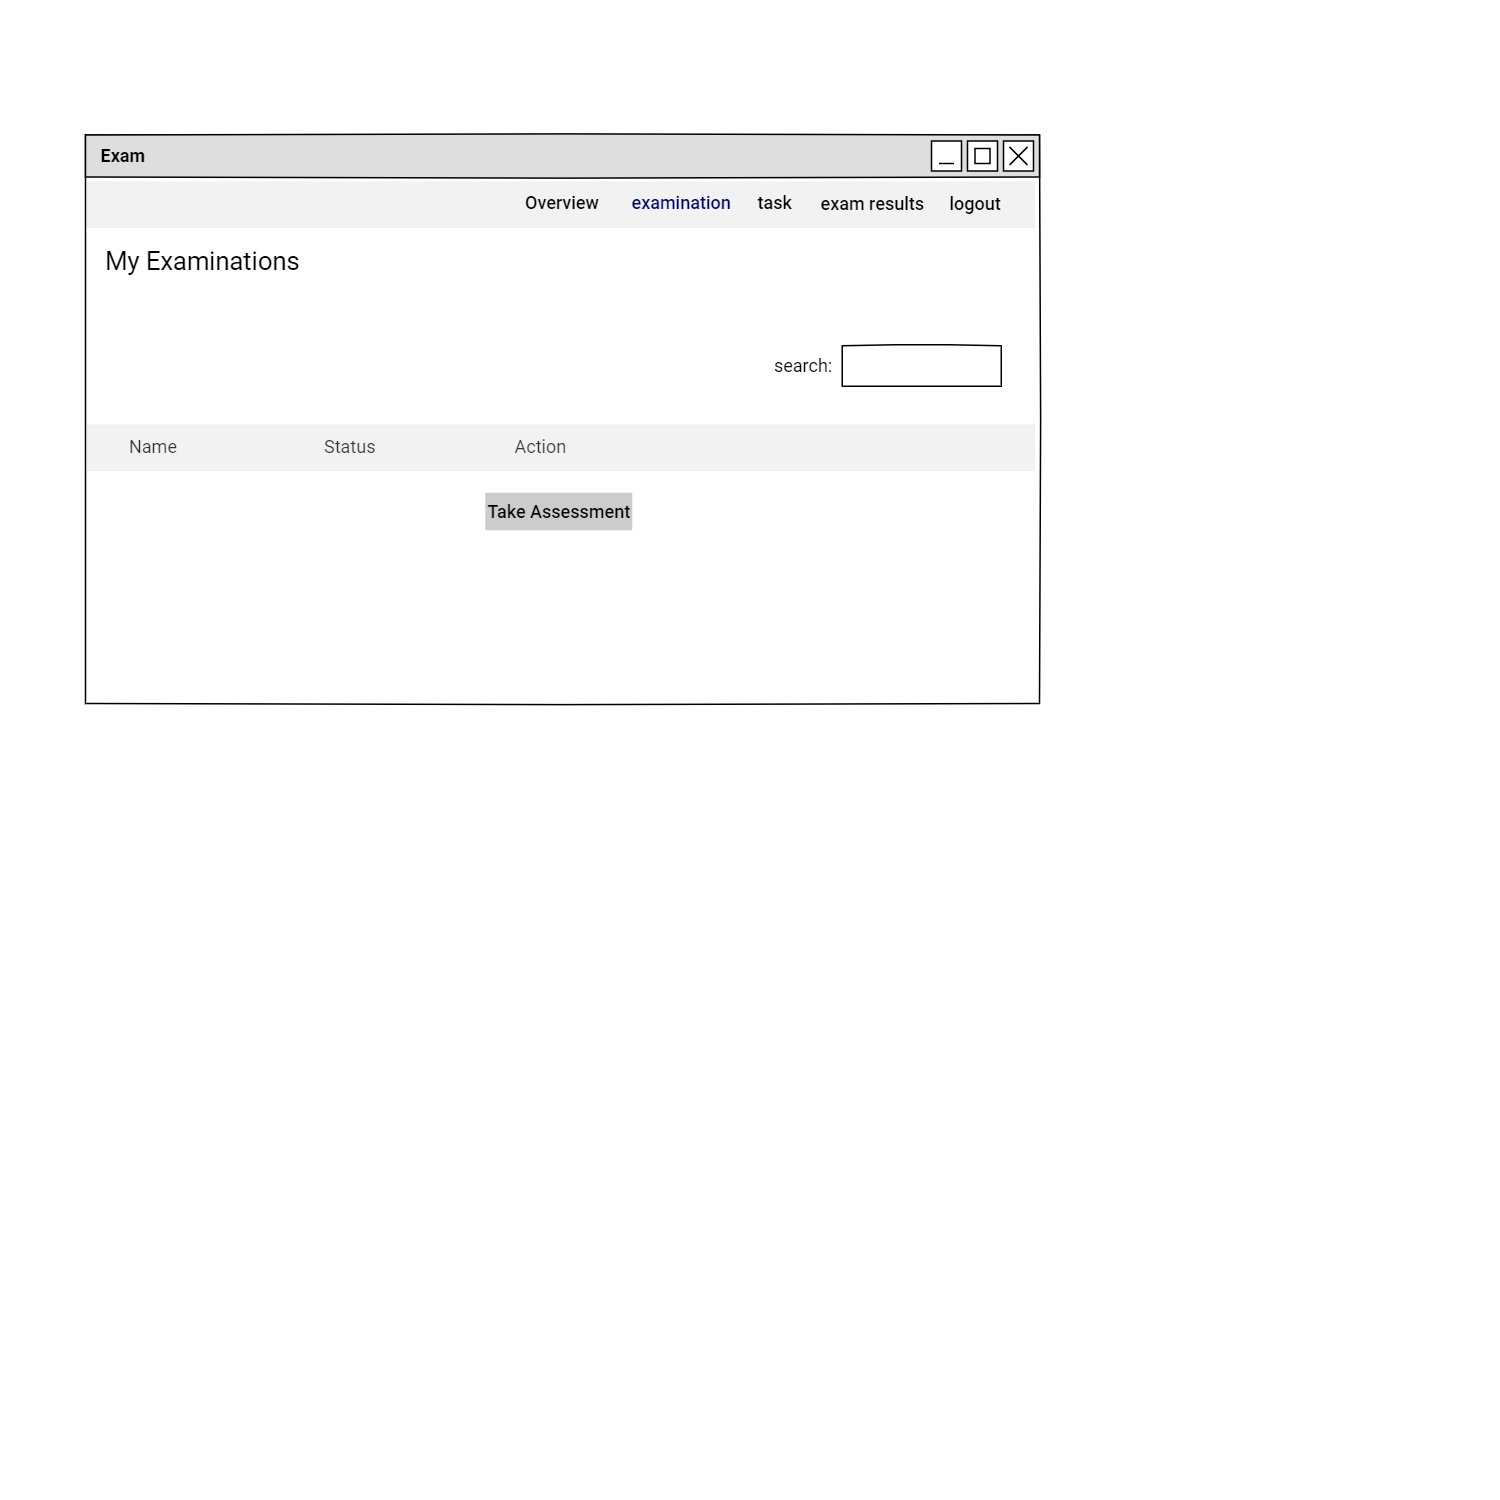 Exam
Overview examination task exam results logout
My Examinations
search:
Name Status Action
Take Assessment